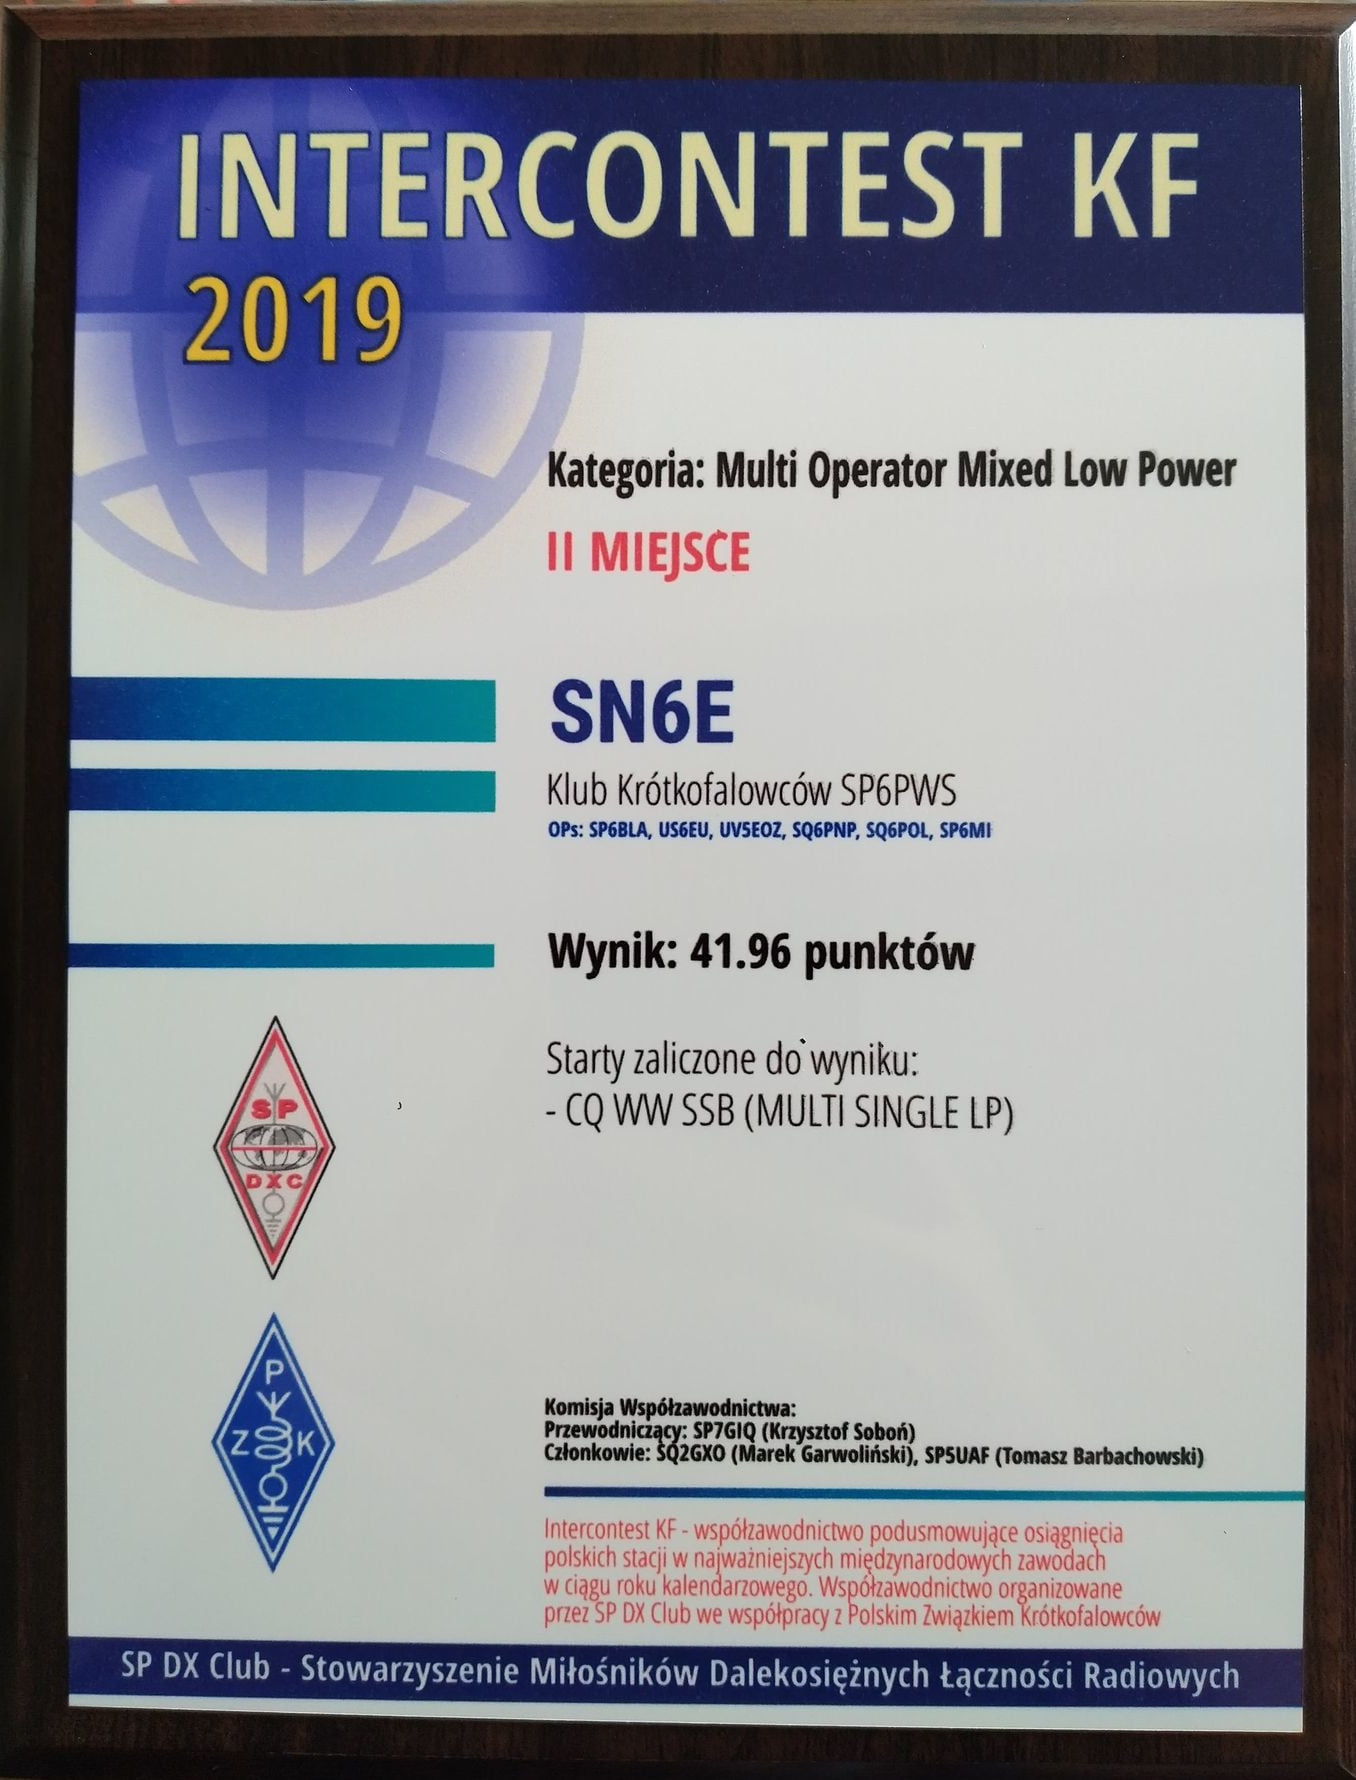 INTERCONTEST KF
2019
Kategoria: Multi Operator Mixed Low Power
II MIEJSCE
SN6E
Klub Krótkofalowców SP6PWS
OPs: SP6BLA, US6EU, UV5EOZ, SQ6PNP, SQ6POL, SP6MI
Wynik: 41.96 punktów
Starty zaliczone do wyniku:
- CQ WW SSB (MULTI SINGLE LP)
SP
DXC
P
Z K
Komisja Współzawodnictwa:
Przewodniczący: SP7GIQ (Krzysztof Soboń)
Członkowie: SQ2GXO (Marek Garwoliński), SP5UAF (Tomasz Barbachowski)
Intercontest KF - współzawodnictwo podusmowujące osiągnięcia
polskich stacji w najważniejszych międzynarodowych zawodach
w ciągu roku kalendarzowego. Współzawodnictwo organizowane
przez SP DX Club we współpracy z Polskim Związkiem Krótkofalowców
SP DX Club - Stowarzyszenie Miłośników Dalekosiężnych Łączności Radiowych